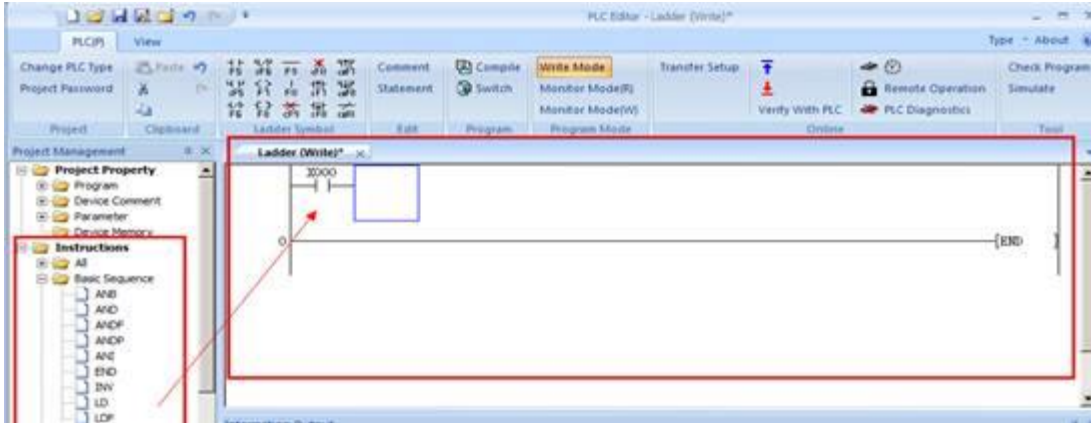 PLC Editor - Ladder (Write)*
PLC(P) View Type About
Change PLC Type Paste Comment Compile Write Mode Transfer Setup Check Program
Project Password Statement Switch Monitor Mode(R) Remote Operation Simulate
Monitor Mode(W) Verify With PLC PLC Diagnostics
Project Clipboard Ladder Symbol Edit Program Program Mode Online Tool
Project Management Ladder (Write)*
Project Property
X000
Program
Device Comment
Parameter
Device Memory
0 END
Instructions
All
Basic Sequence
ANB
AND
ANDF
ANDP
ANI
END
INV
LD
LDF